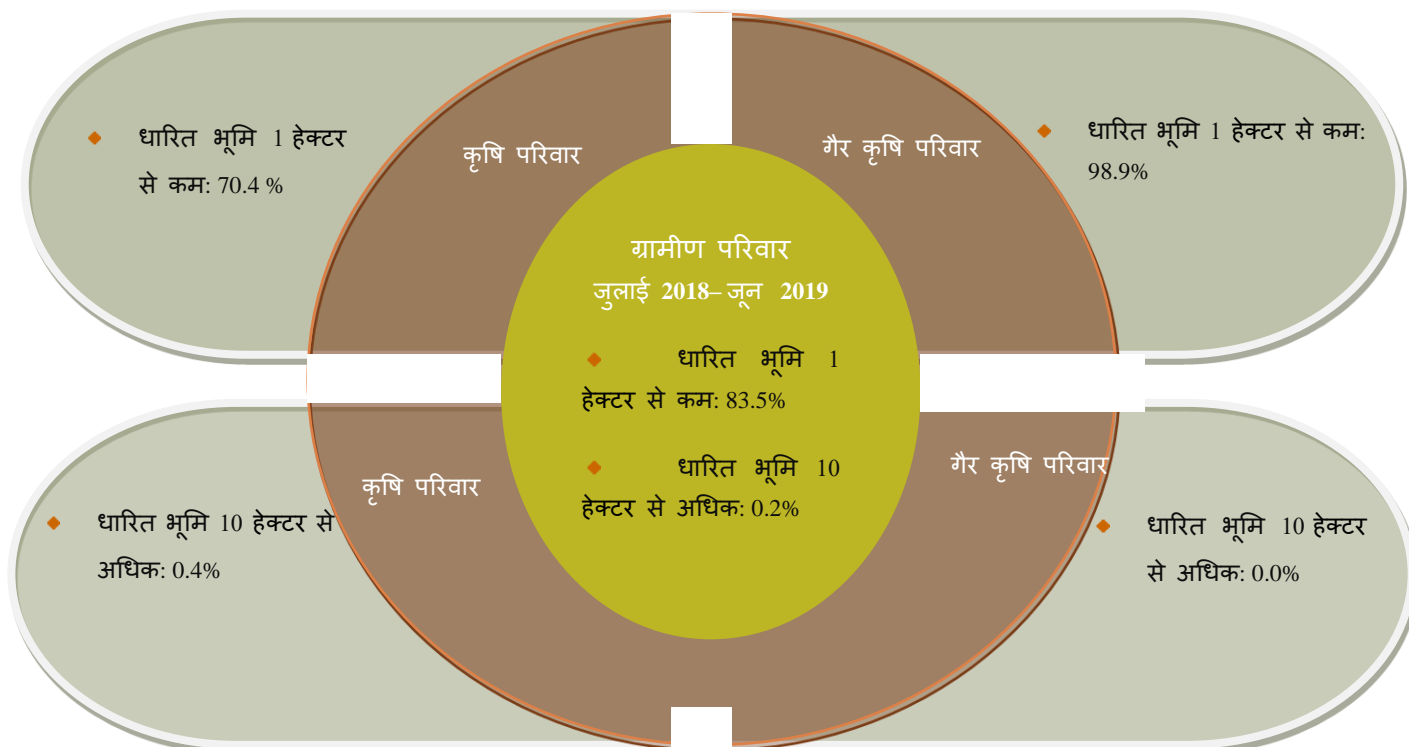 धारित भूमि 1 हेक्टर
से कम: 70.4 %
कृषि परिवार
गैर कृषि परिवार
धारित भूमि 1 हेक्टर से कम:
98.9%
ग्रामीण परिवार
जुलाई 2018– जून 2019
धारित भूमि 1
हेक्टर से कम: 83.5%
धारित भूमि 10
हेक्टर से अधिक: 0.2%
कृषि परिवार
धारित भूमि 10 हेक्टर से
अधिक: 0.4%
गैर कृषि परिवार
धारित भूमि 10 हेक्टर
से अधिक: 0.0%